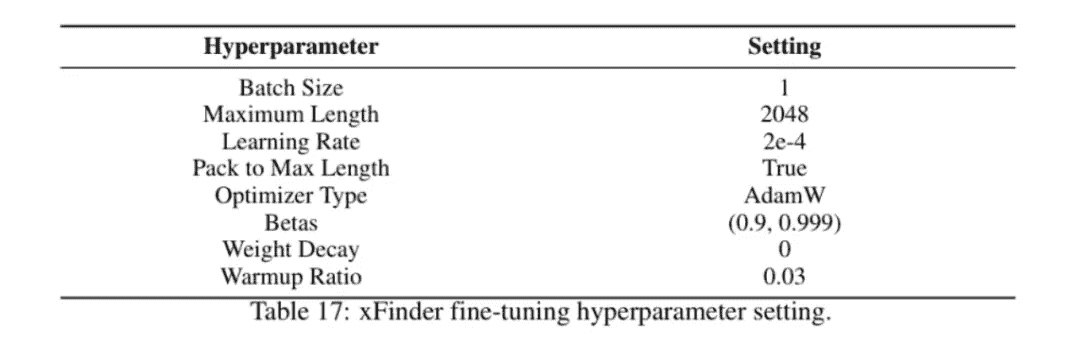 Hyperparameter Setting
Batch Size 1
Maximum Length 2048
Learning Rate 2e-4
Pack to Max Length True
Optimizer Type AdamW
Betas (0.9, 0.999)
Weight Decay 0
Warmup Ratio 0.03
Table 17: xFinder fine-tuning hyperparameter setting.